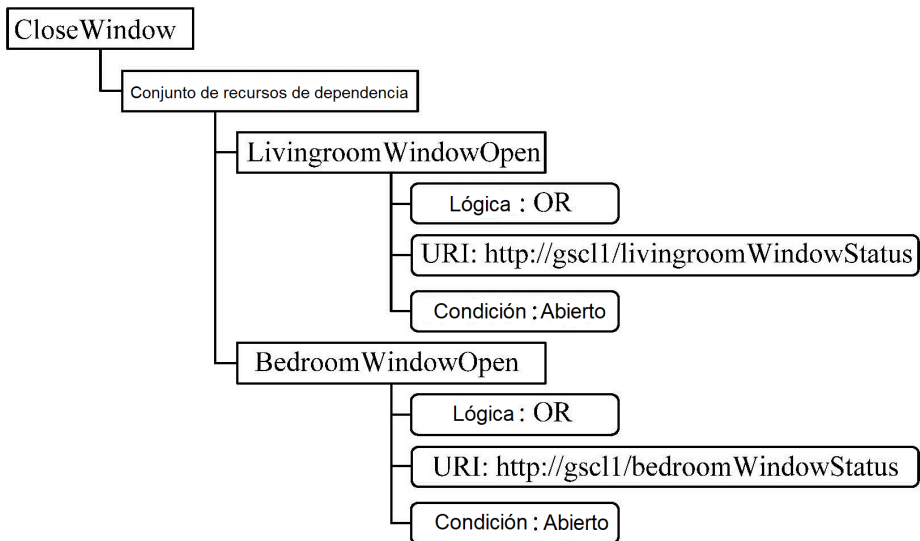 CloseWindow
Conjunto de recursos de dependencia
LivingroomWindowOpen
Lógica : OR
URI: http://gscl1/livingroomWindowStatus
Condición : Abierto
BedroomWindowOpen
Lógica : OR
URI: http://gscl1/bedroomWindowStatus
Condición : Abierto